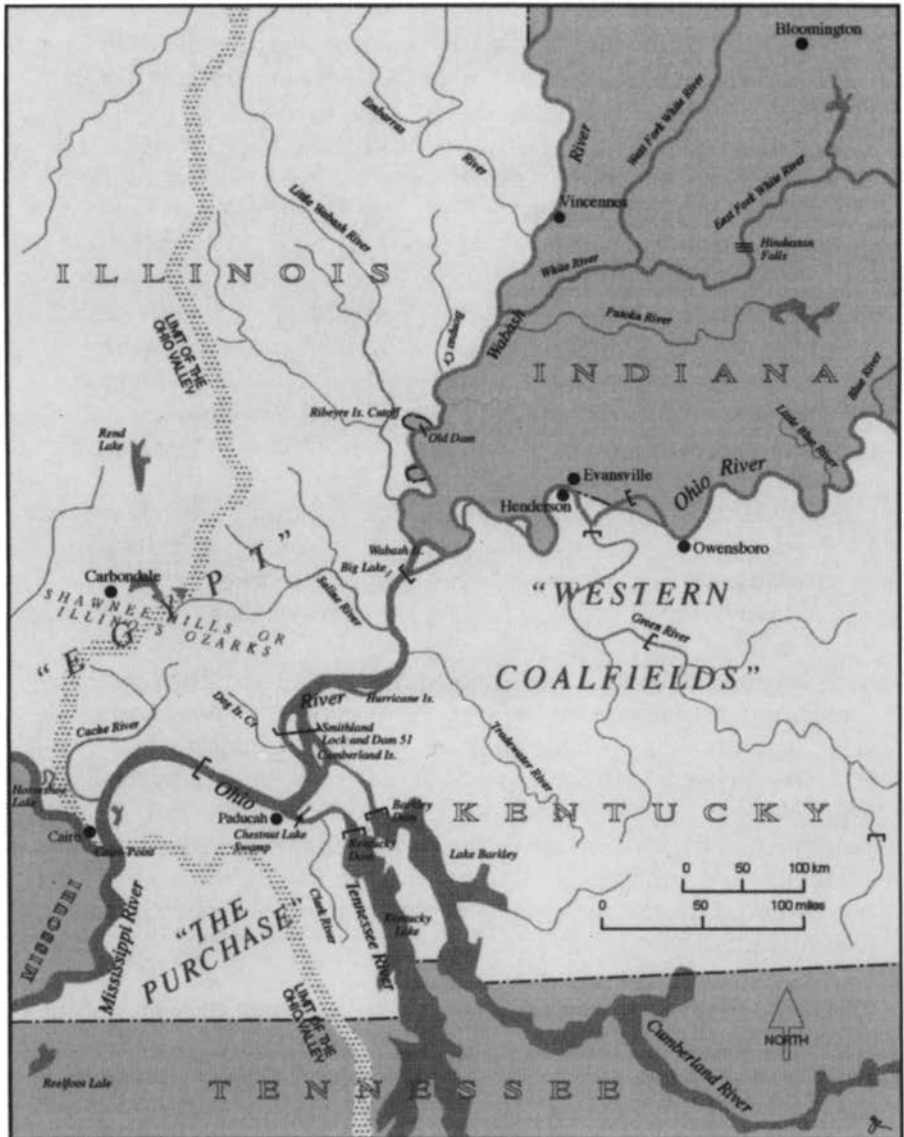 Bloomington
Embarras
River
River
West Fork White River
East Fork White River
Little Wabash River
Vincennes
Hindostan
Falls
White River
ILLINOIS
LIMIT OF THE
OHIO VALLEY
Bonpas Cr
Wabash
Patoka River
INDIANA
Blue River
Little Blue River
Ribeyre Is. Cutoff
Old Dam
Rend
Lake
Evansville
Ohio River
Henderson
Owensboro
Wabash Is.
Big Lake
"EGYPT"
Carbondale
SHAWNEE HILLS OR
ILLINOIS OZARKS
Saline River
"WESTERN
COALFIELDS"
Green River
River
Hurricane Is.
Dog Is. Cr
Smithland
Lock and Dam 51
Cumberland Is.
Tradewater River
Cache River
Horseshoe
Lake
Ohio
Paducah
Chestnut Lake
Swamp
Barkley
Dam
Kentucky
Dam
KENTUCKY
Cairo
Cairo Point
Lake Barkley
0 50 100 km
0 50 100 miles
MISSOURI
Mississippi River
"THE
PURCHASE"
Clark River
Tennessee River
Kentucky
Lake
LIMIT OF THE
OHIO VALLEY
NORTH
Cumberland River
Reelfoot Lale
TENNESSEE